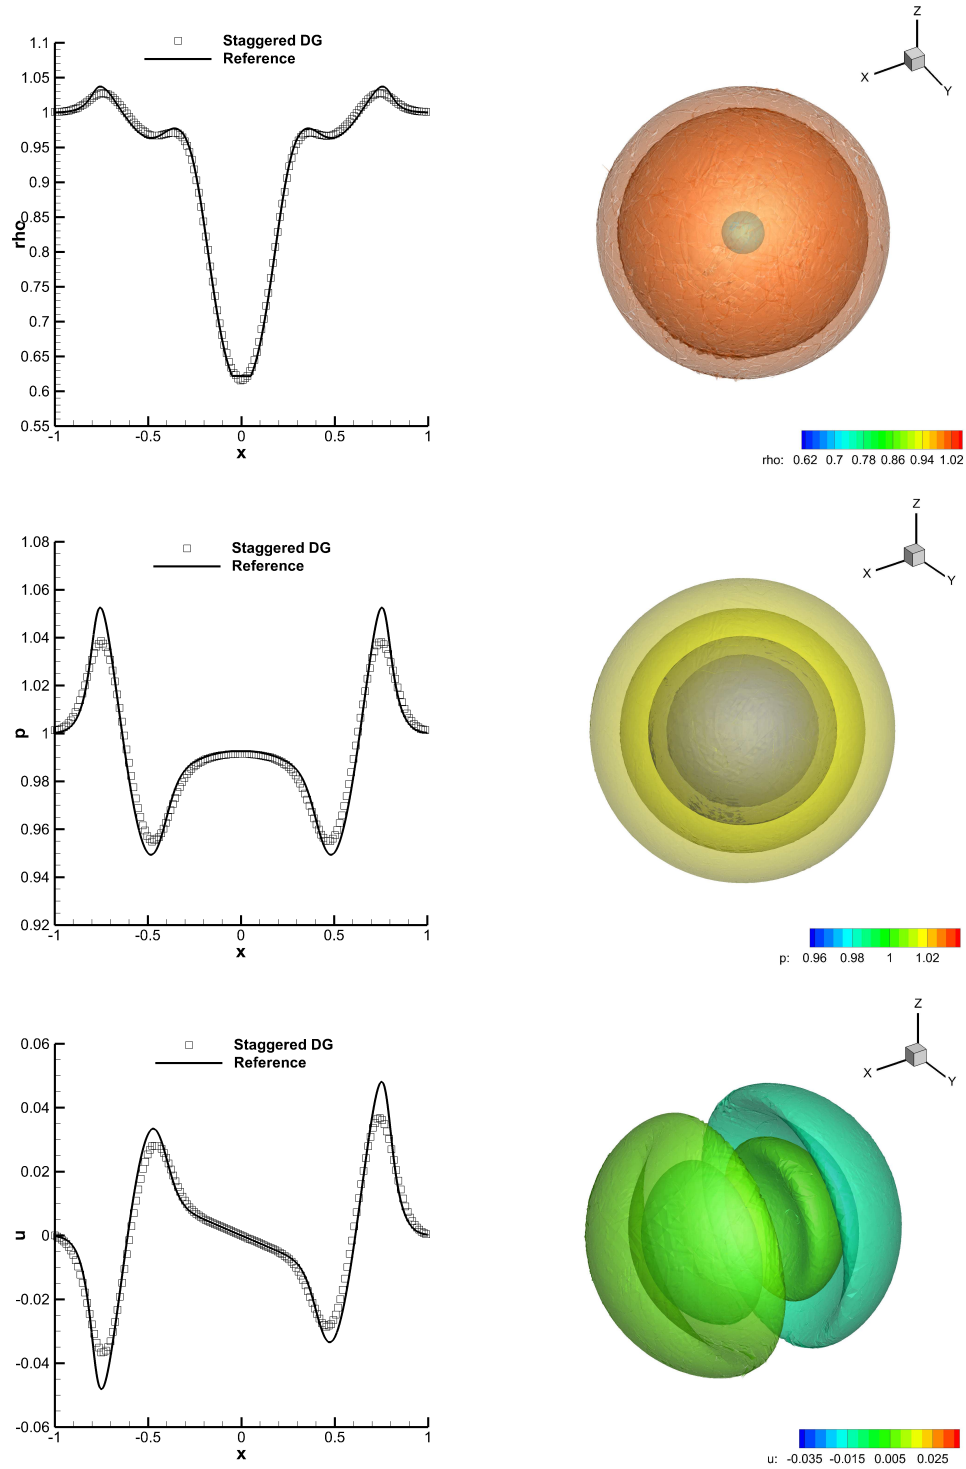 Staggered DG
Reference
1.1
1.05
1
0.95
0.9
0.85
0.8
0.75
0.7
0.65
0.6
0.55
rho
-1 -0.5 0 0.5 1
x
Z
X
Y
rho: 0.62 0.7 0.78 0.86 0.94 1.02
Staggered DG
Reference
1.08
1.06
1.04
1.02
1
0.98
0.96
0.94
0.92
p
-1 -0.5 0 0.5 1
x
Z
X
Y
p: 0.96 0.98 1 1.02
Staggered DG
Reference
0.06
0.04
0.02
0
-0.02
-0.04
-0.06
u
-1 -0.5 0 0.5 1
x
Z
X
Y
u: -0.035 -0.015 0.005 0.025